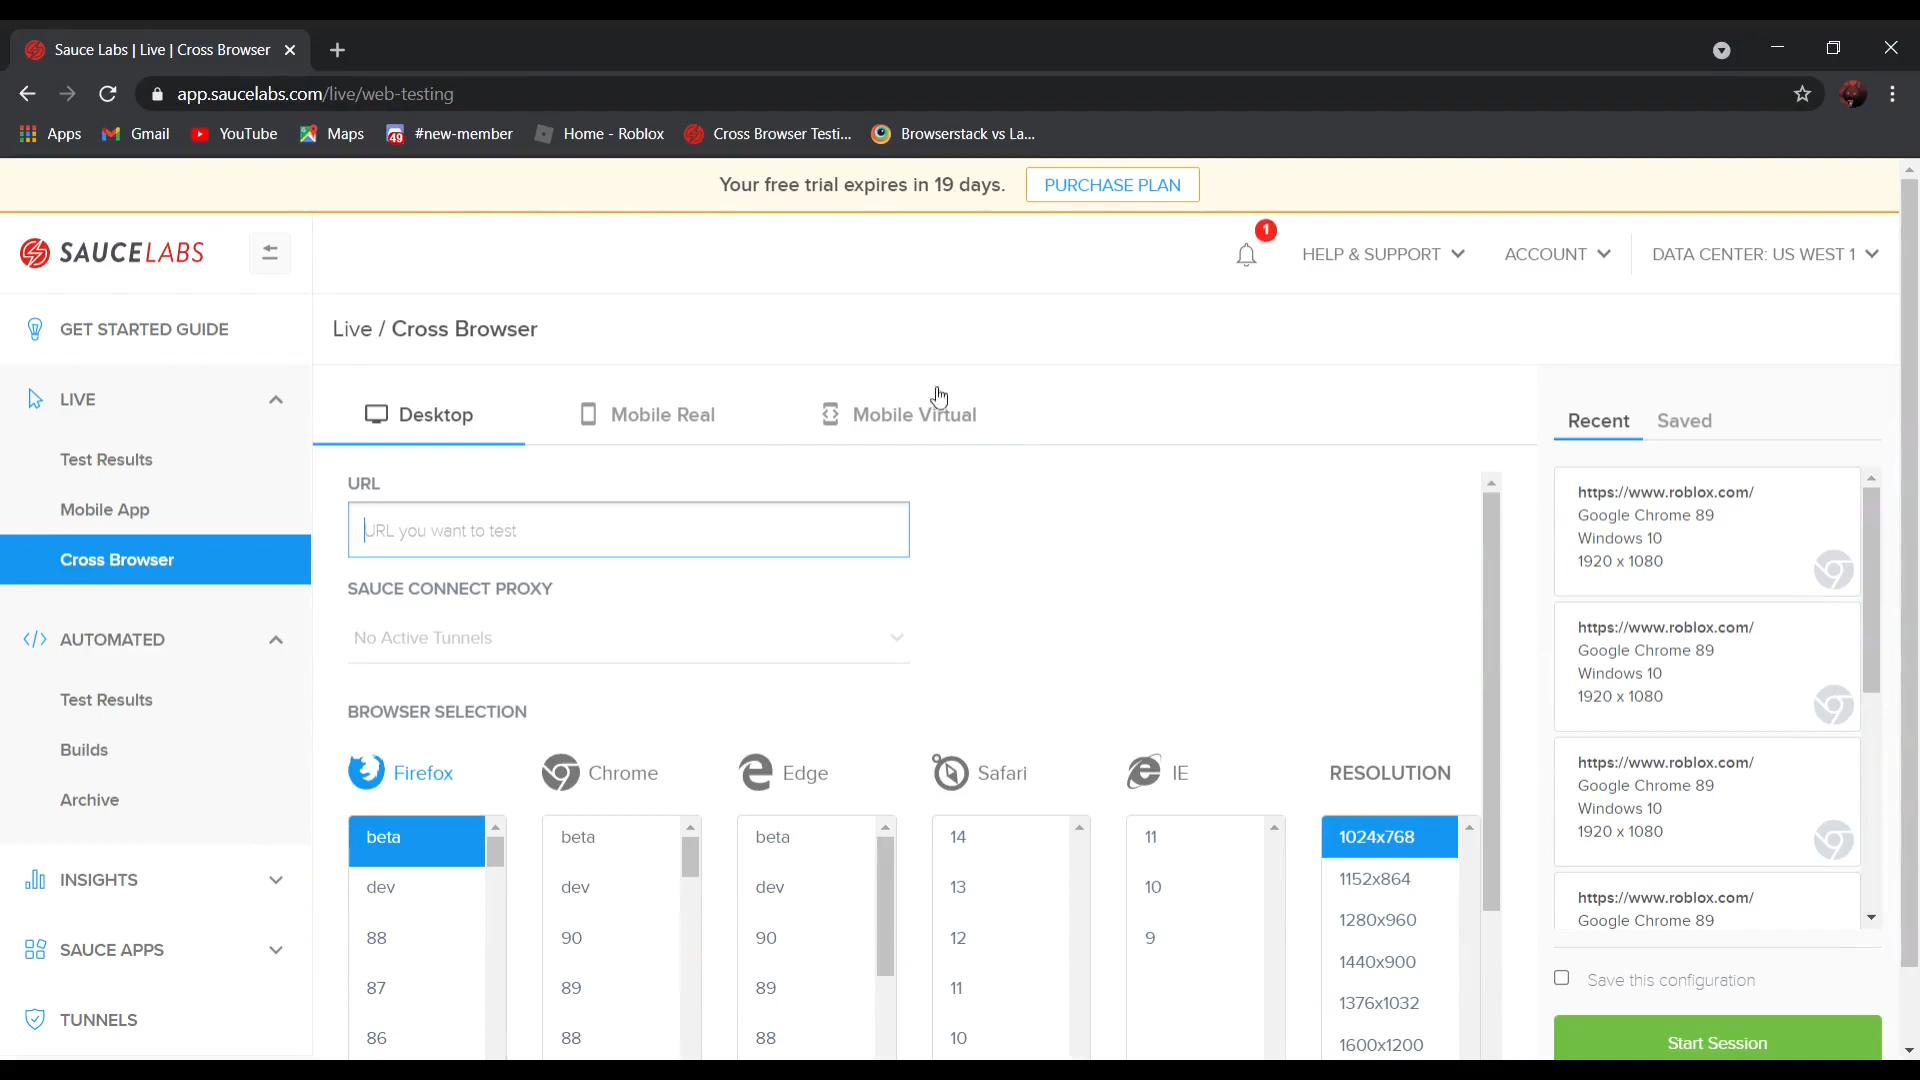 Sauce Labs | Live | Cross Browser
app.saucelabs.com/live/web-testing
Apps
Gmail
YouTube
Maps
49
#new-member
Home - Roblox
Cross Browser Testi...
Browserstack vs La...
Your free trial expires in 19 days.
PURCHASE PLAN
SAUCELABS
1
HELP & SUPPORT
ACCOUNT
DATA CENTER: US WEST 1
GET STARTED GUIDE
LIVE
Test Results
Mobile App
Cross Browser
AUTOMATED
Test Results
Builds
Archive
INSIGHTS
SAUCE APPS
TUNNELS
Live / Cross Browser
Desktop
Mobile Real
Mobile Virtual
URL
URL you want to test
SAUCE CONNECT PROXY
No Active Tunnels
BROWSER SELECTION
Firefox
beta
dev
88
87
86
Chrome
beta
dev
90
89
88
Edge
beta
dev
90
89
88
Safari
14
13
12
11
10
IE
11
10
9
RESOLUTION
1024x768
1152x864
1280x960
1440x900
1376x1032
1600x1200
Recent
Saved
https://www.roblox.com/
Google Chrome 89
Windows 10
1920 x 1080
https://www.roblox.com/
Google Chrome 89
Windows 10
1920 x 1080
https://www.roblox.com/
Google Chrome 89
Windows 10
1920 x 1080
https://www.roblox.com/
Google Chrome 89
Save this configuration
Start Session